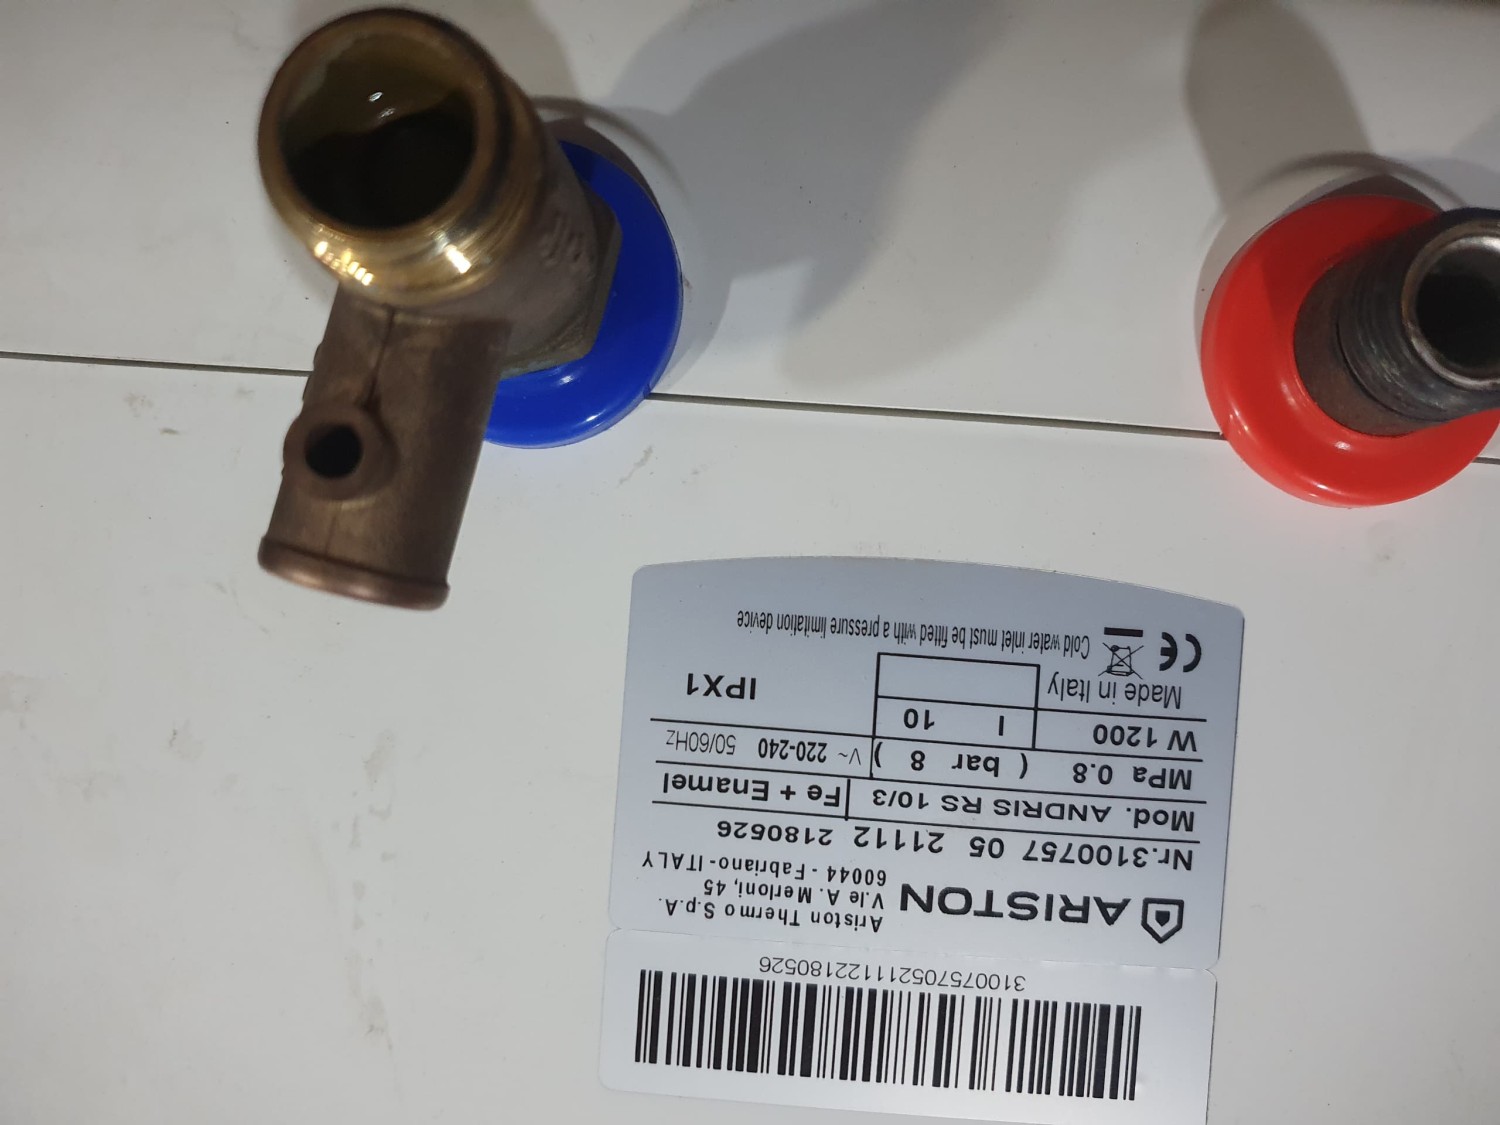 ARISTON
Ariston Thermo S.p.A.
V.le A. Merloni, 45
60044 - Fabriano - ITALY
Nr.3100757 05 21112 2180526
Mod. ANDRIS RS 10/3 Fe + Enamel
MPa 0.8 ( bar 8 ) V~ 220-240 50/60Hz
W 1200 l 10
IPX1
Made in Italy
CE Cold water inlet must be fitted with a pressure limitation device
310075705211122180526